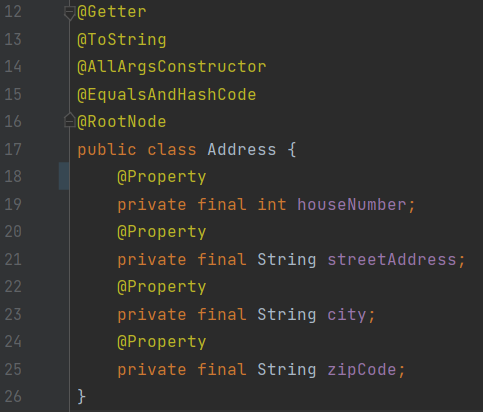 12 @Getter
13 @ToString
14 @AllArgsConstructor
15 @EqualsAndHashCode
16 @RootNode
17 public class Address {
18     @Property
19     private final int houseNumber;
20     @Property
21     private final String streetAddress;
22     @Property
23     private final String city;
24     @Property
25     private final String zipCode;
26 }